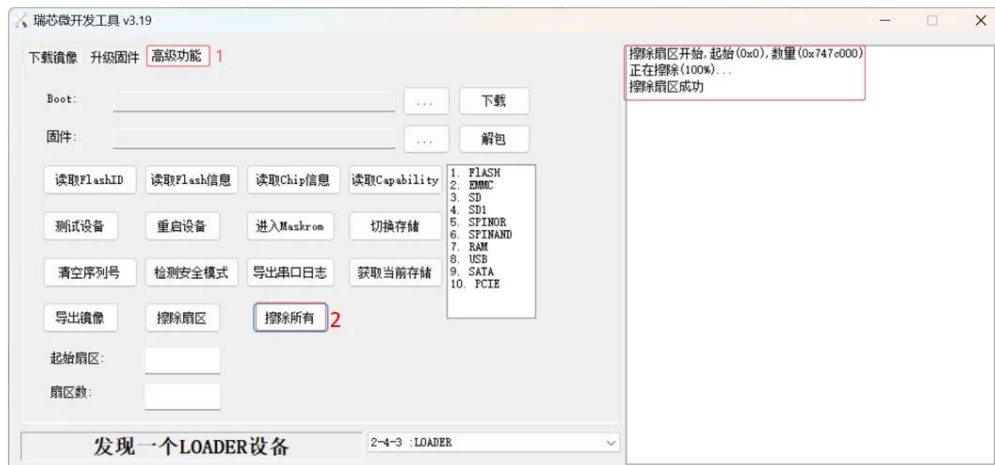 瑞芯微开发工具 v3.19
下载镜像 升级固件 高级功能 1
Boot: ... 下载
固件: ... 解包
读取FlashID 读取Flash信息 读取Chip信息 读取Capability
测试设备 重启设备 进入Maskrom 切换存储
清空序列号 检测安全模式 导出串口日志 获取当前存储
导出镜像 擦除扇区 擦除所有 2
起始扇区:
扇区数:
1. FlASH
2. EMMC
3. SD
4. SD1
5. SPINOR
6. SPINAND
7. RAM
8. USB
9. SATA
10. PCIE
发现一个LOADER设备 2-4-3 :LOADER
擦除扇区开始,起始(0x0),数量(0x747c000)
正在擦除(100%)...
擦除扇区成功